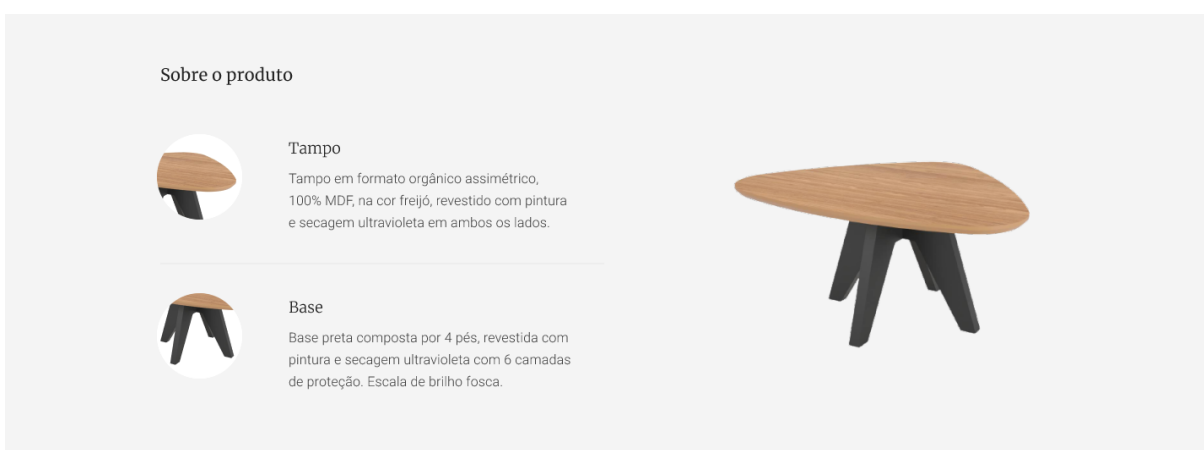 Sobre o produto
Tampo
Tampo em formato orgânico assimétrico,
100% MDF, na cor freijó, revestido com pintura
e secagem ultravioleta em ambos os lados.
Base
Base preta composta por 4 pés, revestida com
pintura e secagem ultravioleta com 6 camadas
de proteção. Escala de brilho fosca.